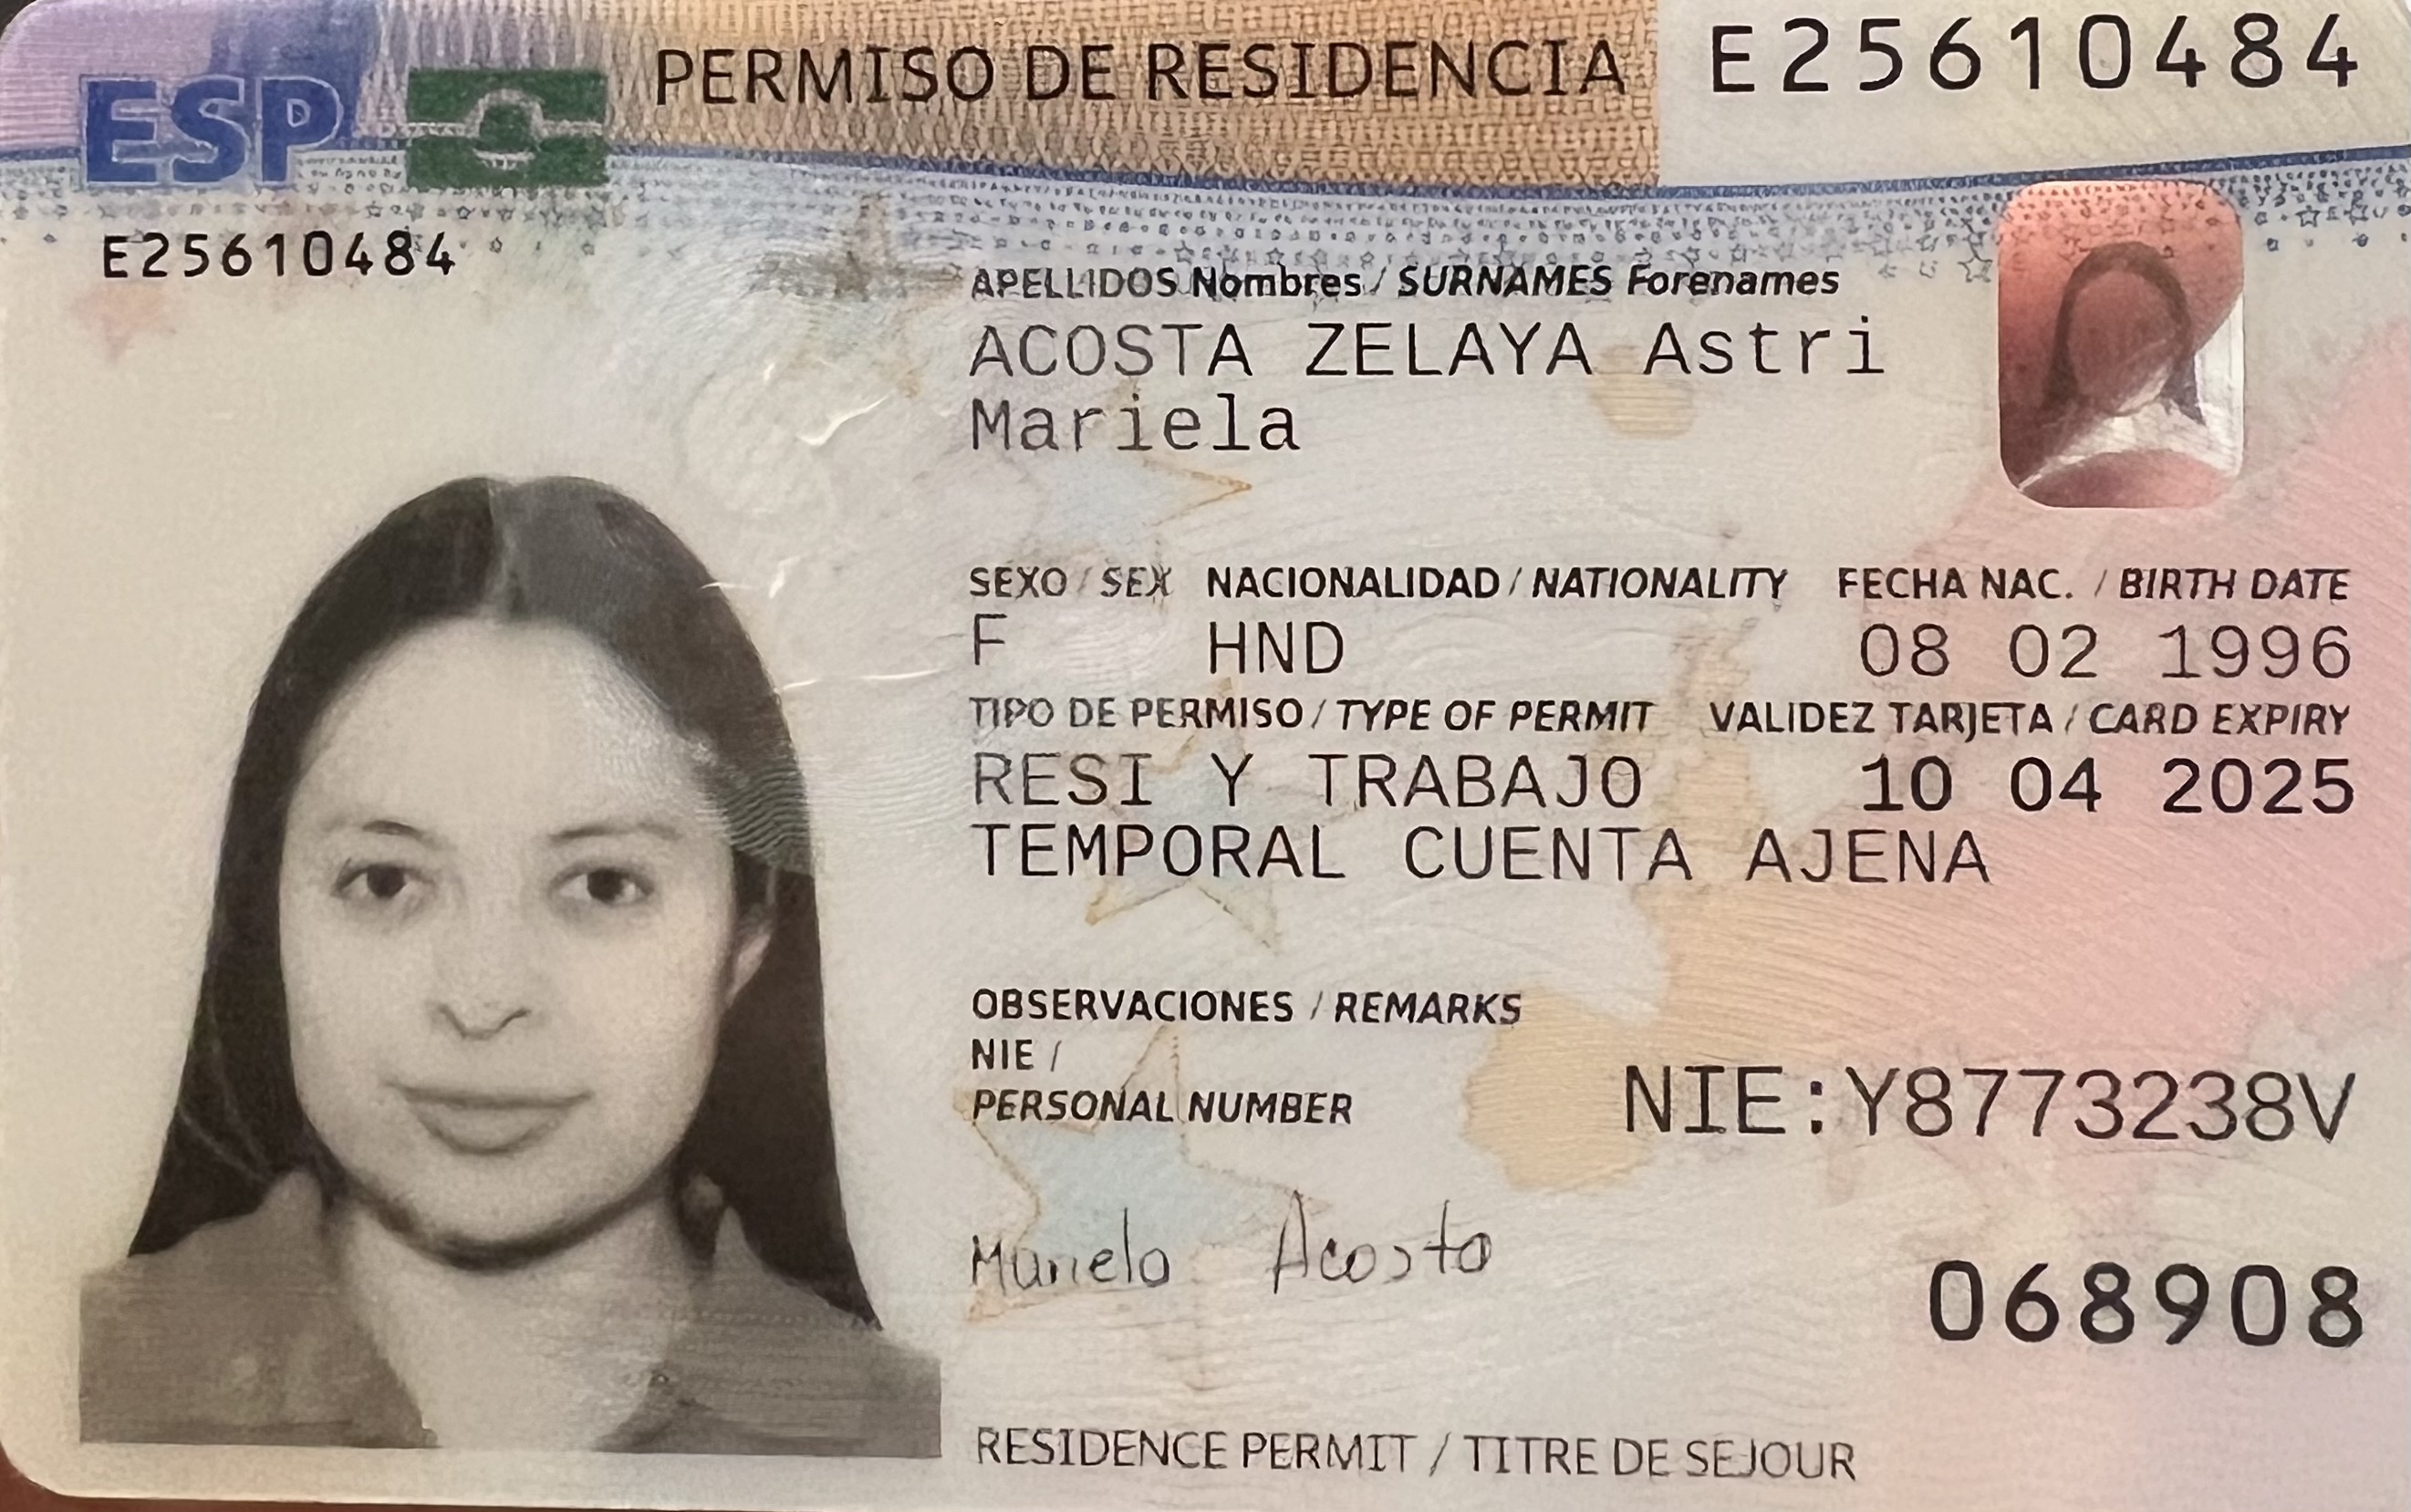 PERMISO DE RESIDENCIA
E25610484
ESP
E25610484
APELLIDOS Nombres / SURNAMES Forenames
ACOSTA ZELAYA Astri
Mariela
SEXO / SEX NACIONALIDAD / NATIONALITY FECHA NAC. / BIRTH DATE
F HND 08 02 1996
TIPO DE PERMISO / TYPE OF PERMIT VALIDEZ TARJETA / CARD EXPIRY
RESI Y TRABAJO 10 04 2025
TEMPORAL CUENTA AJENA
OBSERVACIONES / REMARKS
NIE /
PERSONAL NUMBER
NIE:Y8773238V
Mariela Acosta
068908
RESIDENCE PERMIT / TITRE DE SEJOUR